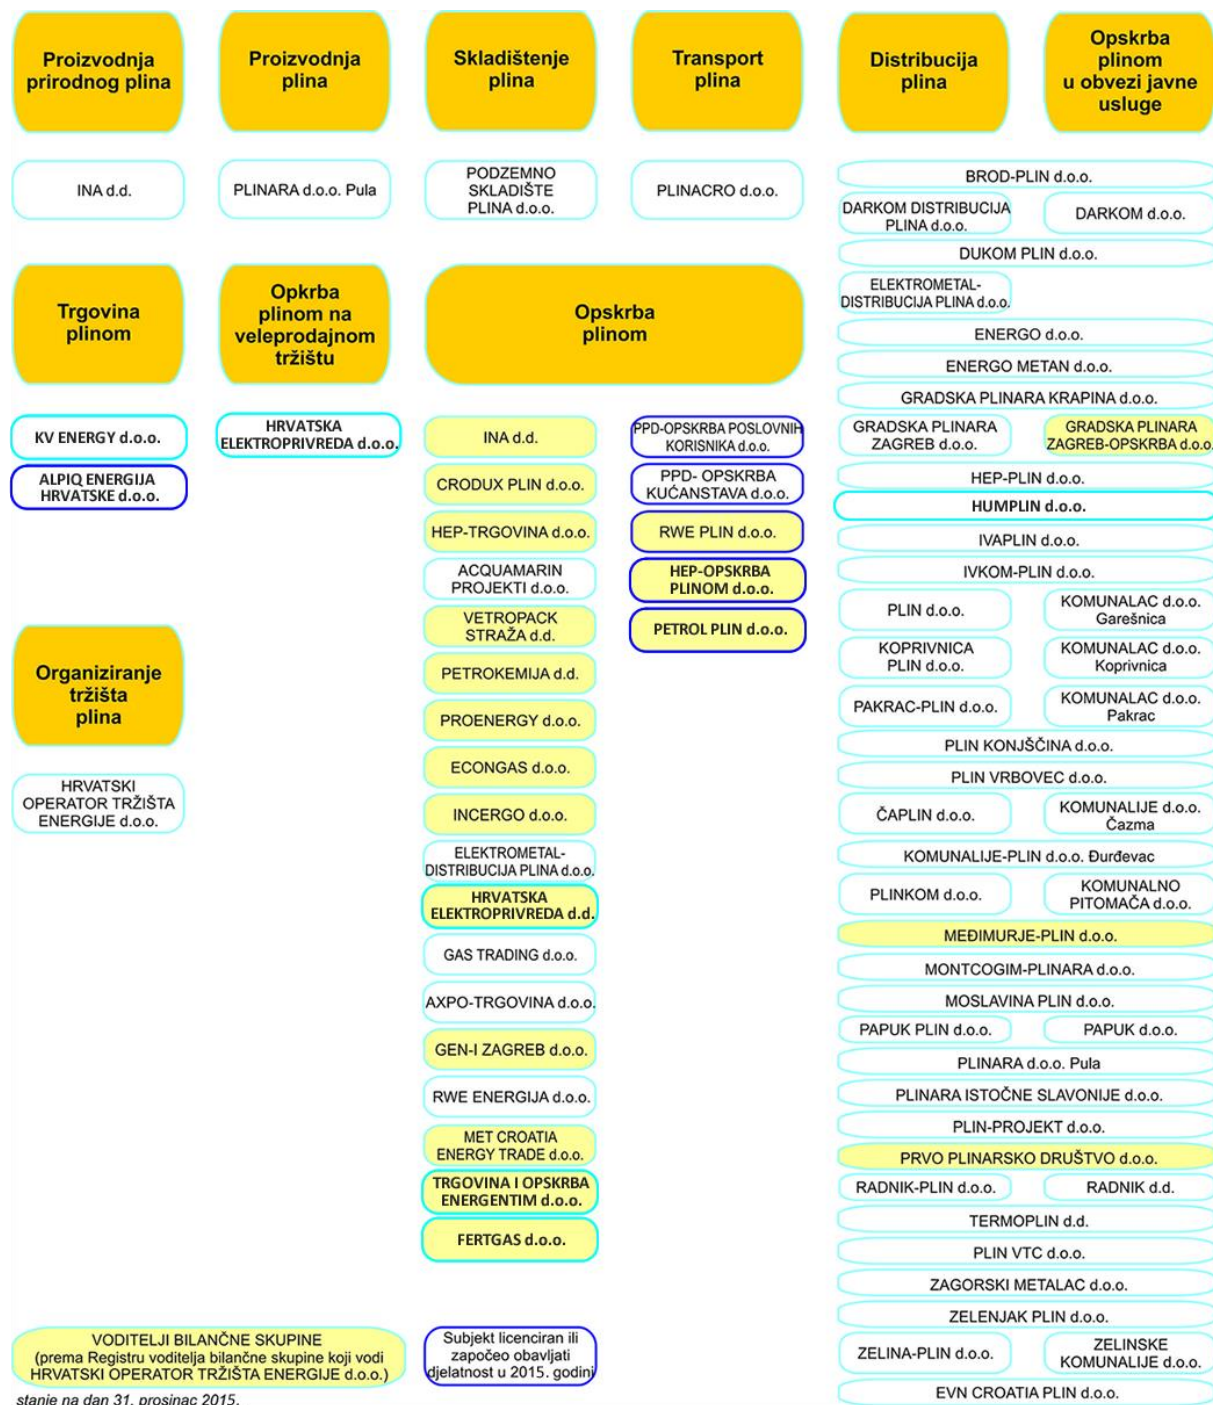 Proizvodnja
prirodnog plina
Proizvodnja
plina
Skladištenje
plina
Transport
plina
Distribucija
plina
Opskrba
plinom
u obvezi javne
usluge
INA d.d.
PLINARA d.o.o. Pula
PODZEMNO
SKLADIŠTE
PLINA d.o.o.
PLINACRO d.o.o.
Trgovina
plinom
Opkrba
plinom na
veleprodajnom
tržištu
Opskrba
plinom
KV ENERGY d.o.o.
ALPIQ ENERGIJA
HRVATSKE d.o.o.
HRVATSKA
ELEKTROPRIVREDA d.o.o.
INA d.d.
CRODUX PLIN d.o.o.
HEP-TRGOVINA d.o.o.
ACQUAMARIN
PROJEKTI d.o.o.
VETROPACK
STRAŽA d.d.
PETROKEMIJA d.d.
PROENERGY d.o.o.
ECONGAS d.o.o.
INCERGO d.o.o.
ELEKTROMETAL-
DISTRIBUCIJA PLINA d.o.o.
HRVATSKA
ELEKTROPRIVREDA d.d.
GAS TRADING d.o.o.
AXPO-TRGOVINA d.o.o.
GEN-I ZAGREB d.o.o.
RWE ENERGIJA d.o.o.
MET CROATIA
ENERGY TRADE d.o.o.
TRGOVINA I OPSKRBA
ENERGENTIM d.o.o.
FERTGAS d.o.o.
PPD-OPSKRBA POSLOVNIH
KORISNIKA d.o.o.
PPD- OPSKRBA
KUĆANSTAVA d.o.o.
RWE PLIN d.o.o.
HEP-OPSKRBA
PLINOM d.o.o.
PETROL PLIN d.o.o.
Organiziranje
tržišta
plina
HRVATSKI
OPERATOR TRŽIŠTA
ENERGIJE d.o.o.
BROD-PLIN d.o.o.
DARKOM DISTRIBUCIJA
PLINA d.o.o.
DARKOM d.o.o.
DUKOM PLIN d.o.o.
ELEKTROMETAL-
DISTRIBUCIJA PLINA d.o.o.
ENERGO d.o.o.
ENERGO METAN d.o.o.
GRADSKA PLINARA KRAPINA d.o.o.
GRADSKA PLINARA
ZAGREB d.o.o.
GRADSKA PLINARA
ZAGREB-OPSKRBA d.o.o.
HEP-PLIN d.o.o.
HUMPLIN d.o.o.
IVAPLIN d.o.o.
IVKOM-PLIN d.o.o.
PLIN d.o.o.
KOMUNALAC d.o.o.
Garešnica
KOPRIVNICA
PLIN d.o.o.
KOMUNALAC d.o.o.
Koprivnica
PAKRAC-PLIN d.o.o.
KOMUNALAC d.o.o.
Pakrac
PLIN KONJŠČINA d.o.o.
PLIN VRBOVEC d.o.o.
ČAPLIN d.o.o.
KOMUNALIJE d.o.o.
Čazma
KOMUNALIJE-PLIN d.o.o. Đurđevac
PLINKOM d.o.o.
KOMUNALNO
PITOMAČA d.o.o.
MEĐIMURJE-PLIN d.o.o.
MONTCOGIM-PLINARA d.o.o.
MOSLAVINA PLIN d.o.o.
PAPUK PLIN d.o.o.
PAPUK d.o.o.
PLINARA d.o.o. Pula
PLINARA ISTOČNE SLAVONIJE d.o.o.
PLIN-PROJEKT d.o.o.
PRVO PLINARSKO DRUŠTVO d.o.o.
RADNIK-PLIN d.o.o.
RADNIK d.d.
TERMOPLIN d.d.
PLIN VTC d.o.o.
ZAGORSKI METALAC d.o.o.
ZELENJAK PLIN d.o.o.
ZELINA-PLIN d.o.o.
ZELINSKE
KOMUNALIJE d.o.o.
EVN CROATIA PLIN d.o.o.
VODITELJI BILANČNE SKUPINE
(prema Registru voditelja bilančne skupine koji vodi
HRVATSKI OPERATOR TRŽIŠTA ENERGIJE d.o.o.)
Subjekt licenciran ili
započeo obavljati
djelatnost u 2015. godini
stanje na dan 31. prosinac 2015.